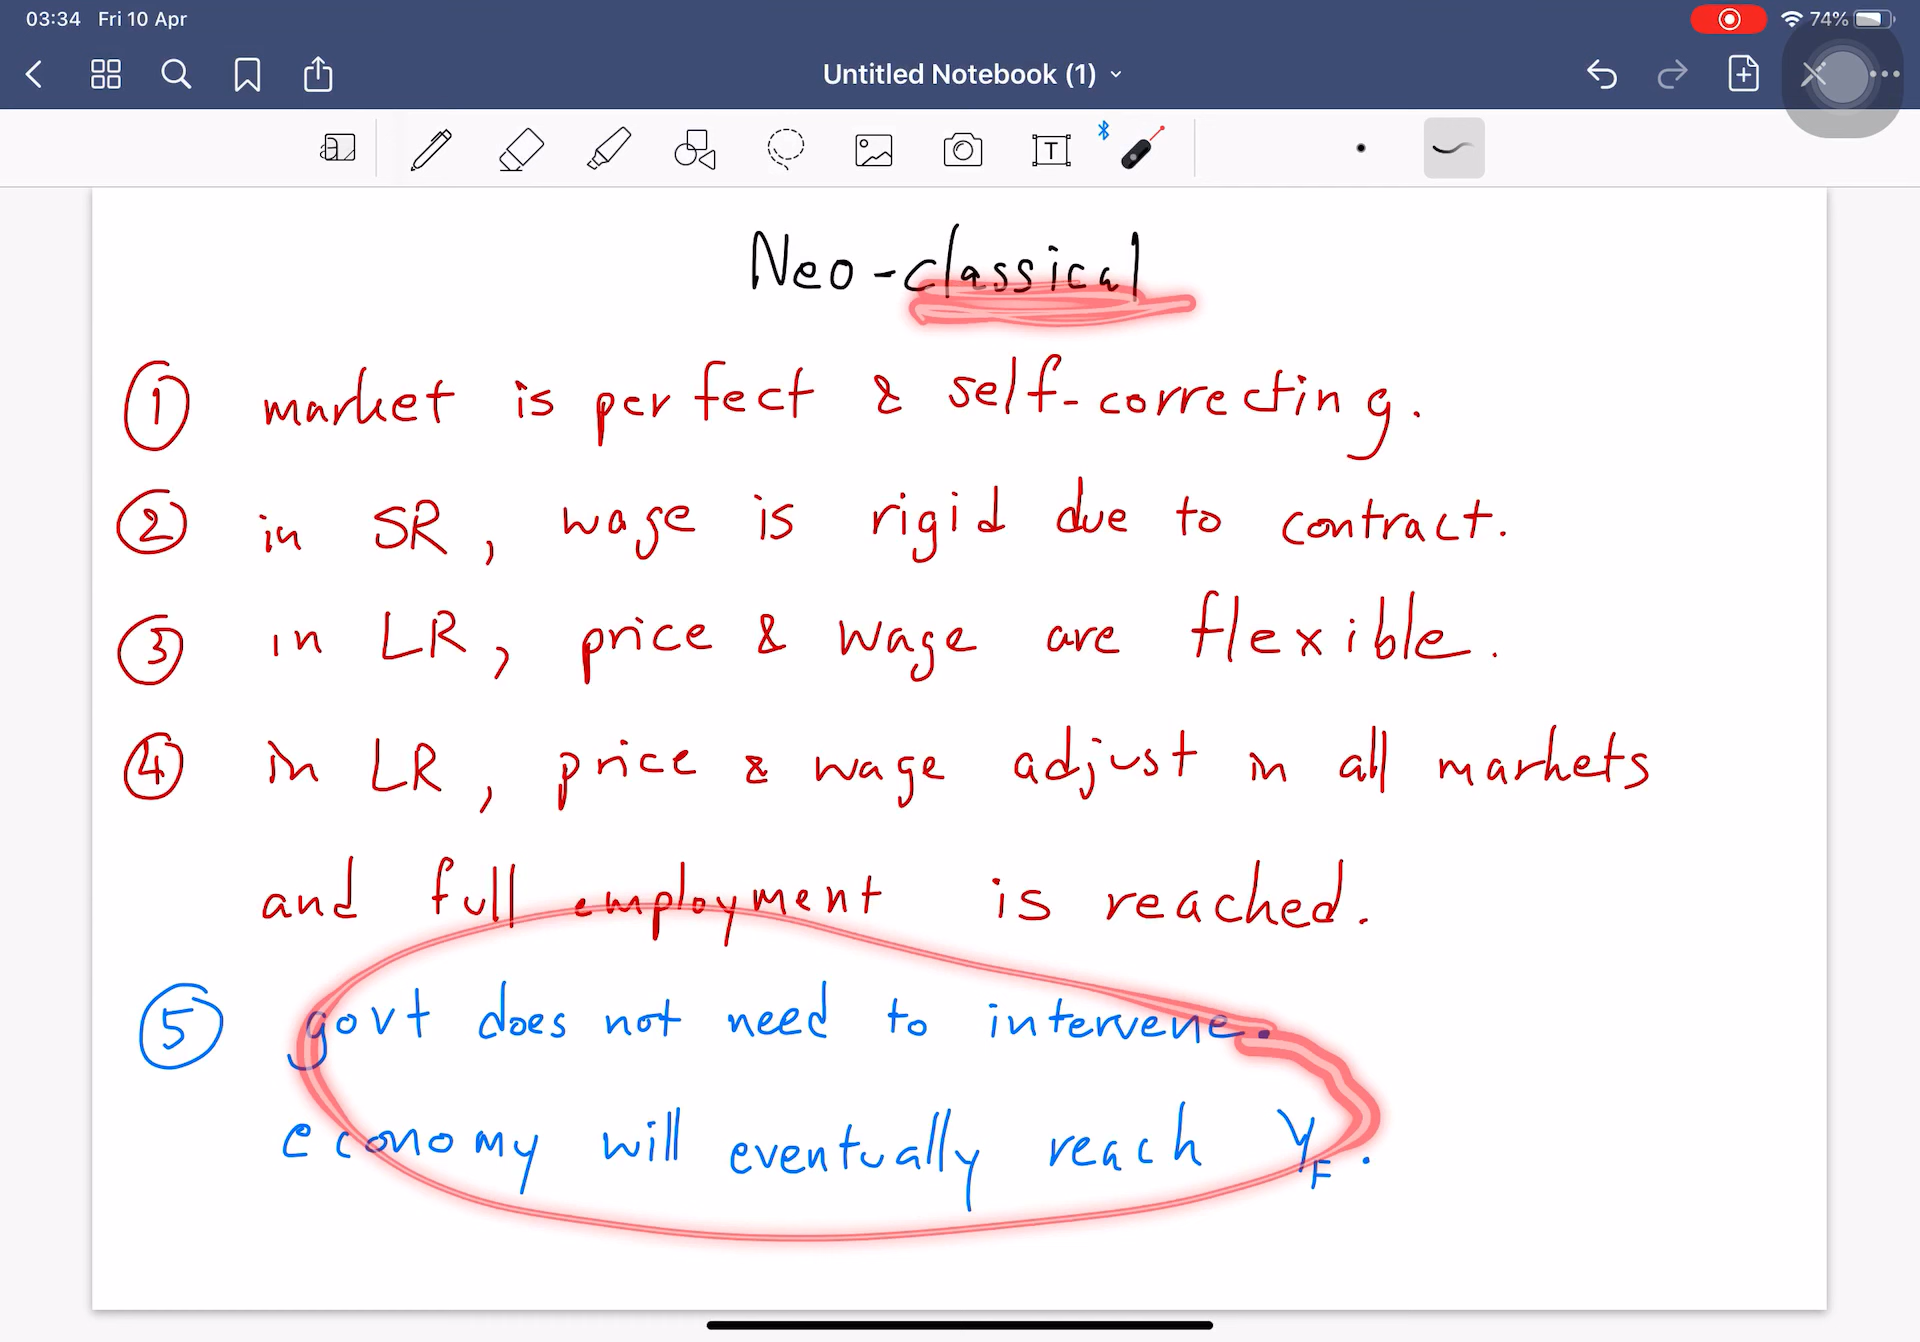 03:34 Fri 10 Apr
74%
Untitled Notebook (1)
Neo-classical
① market is perfect & self-correcting.
② in SR, wage is rigid due to contract.
③ in LR, price & wage are flexible.
④ in LR, price & wage adjust in all markets
and full employment is reached.
⑤ govt does not need to intervene.
economy will eventually reach Y_F.